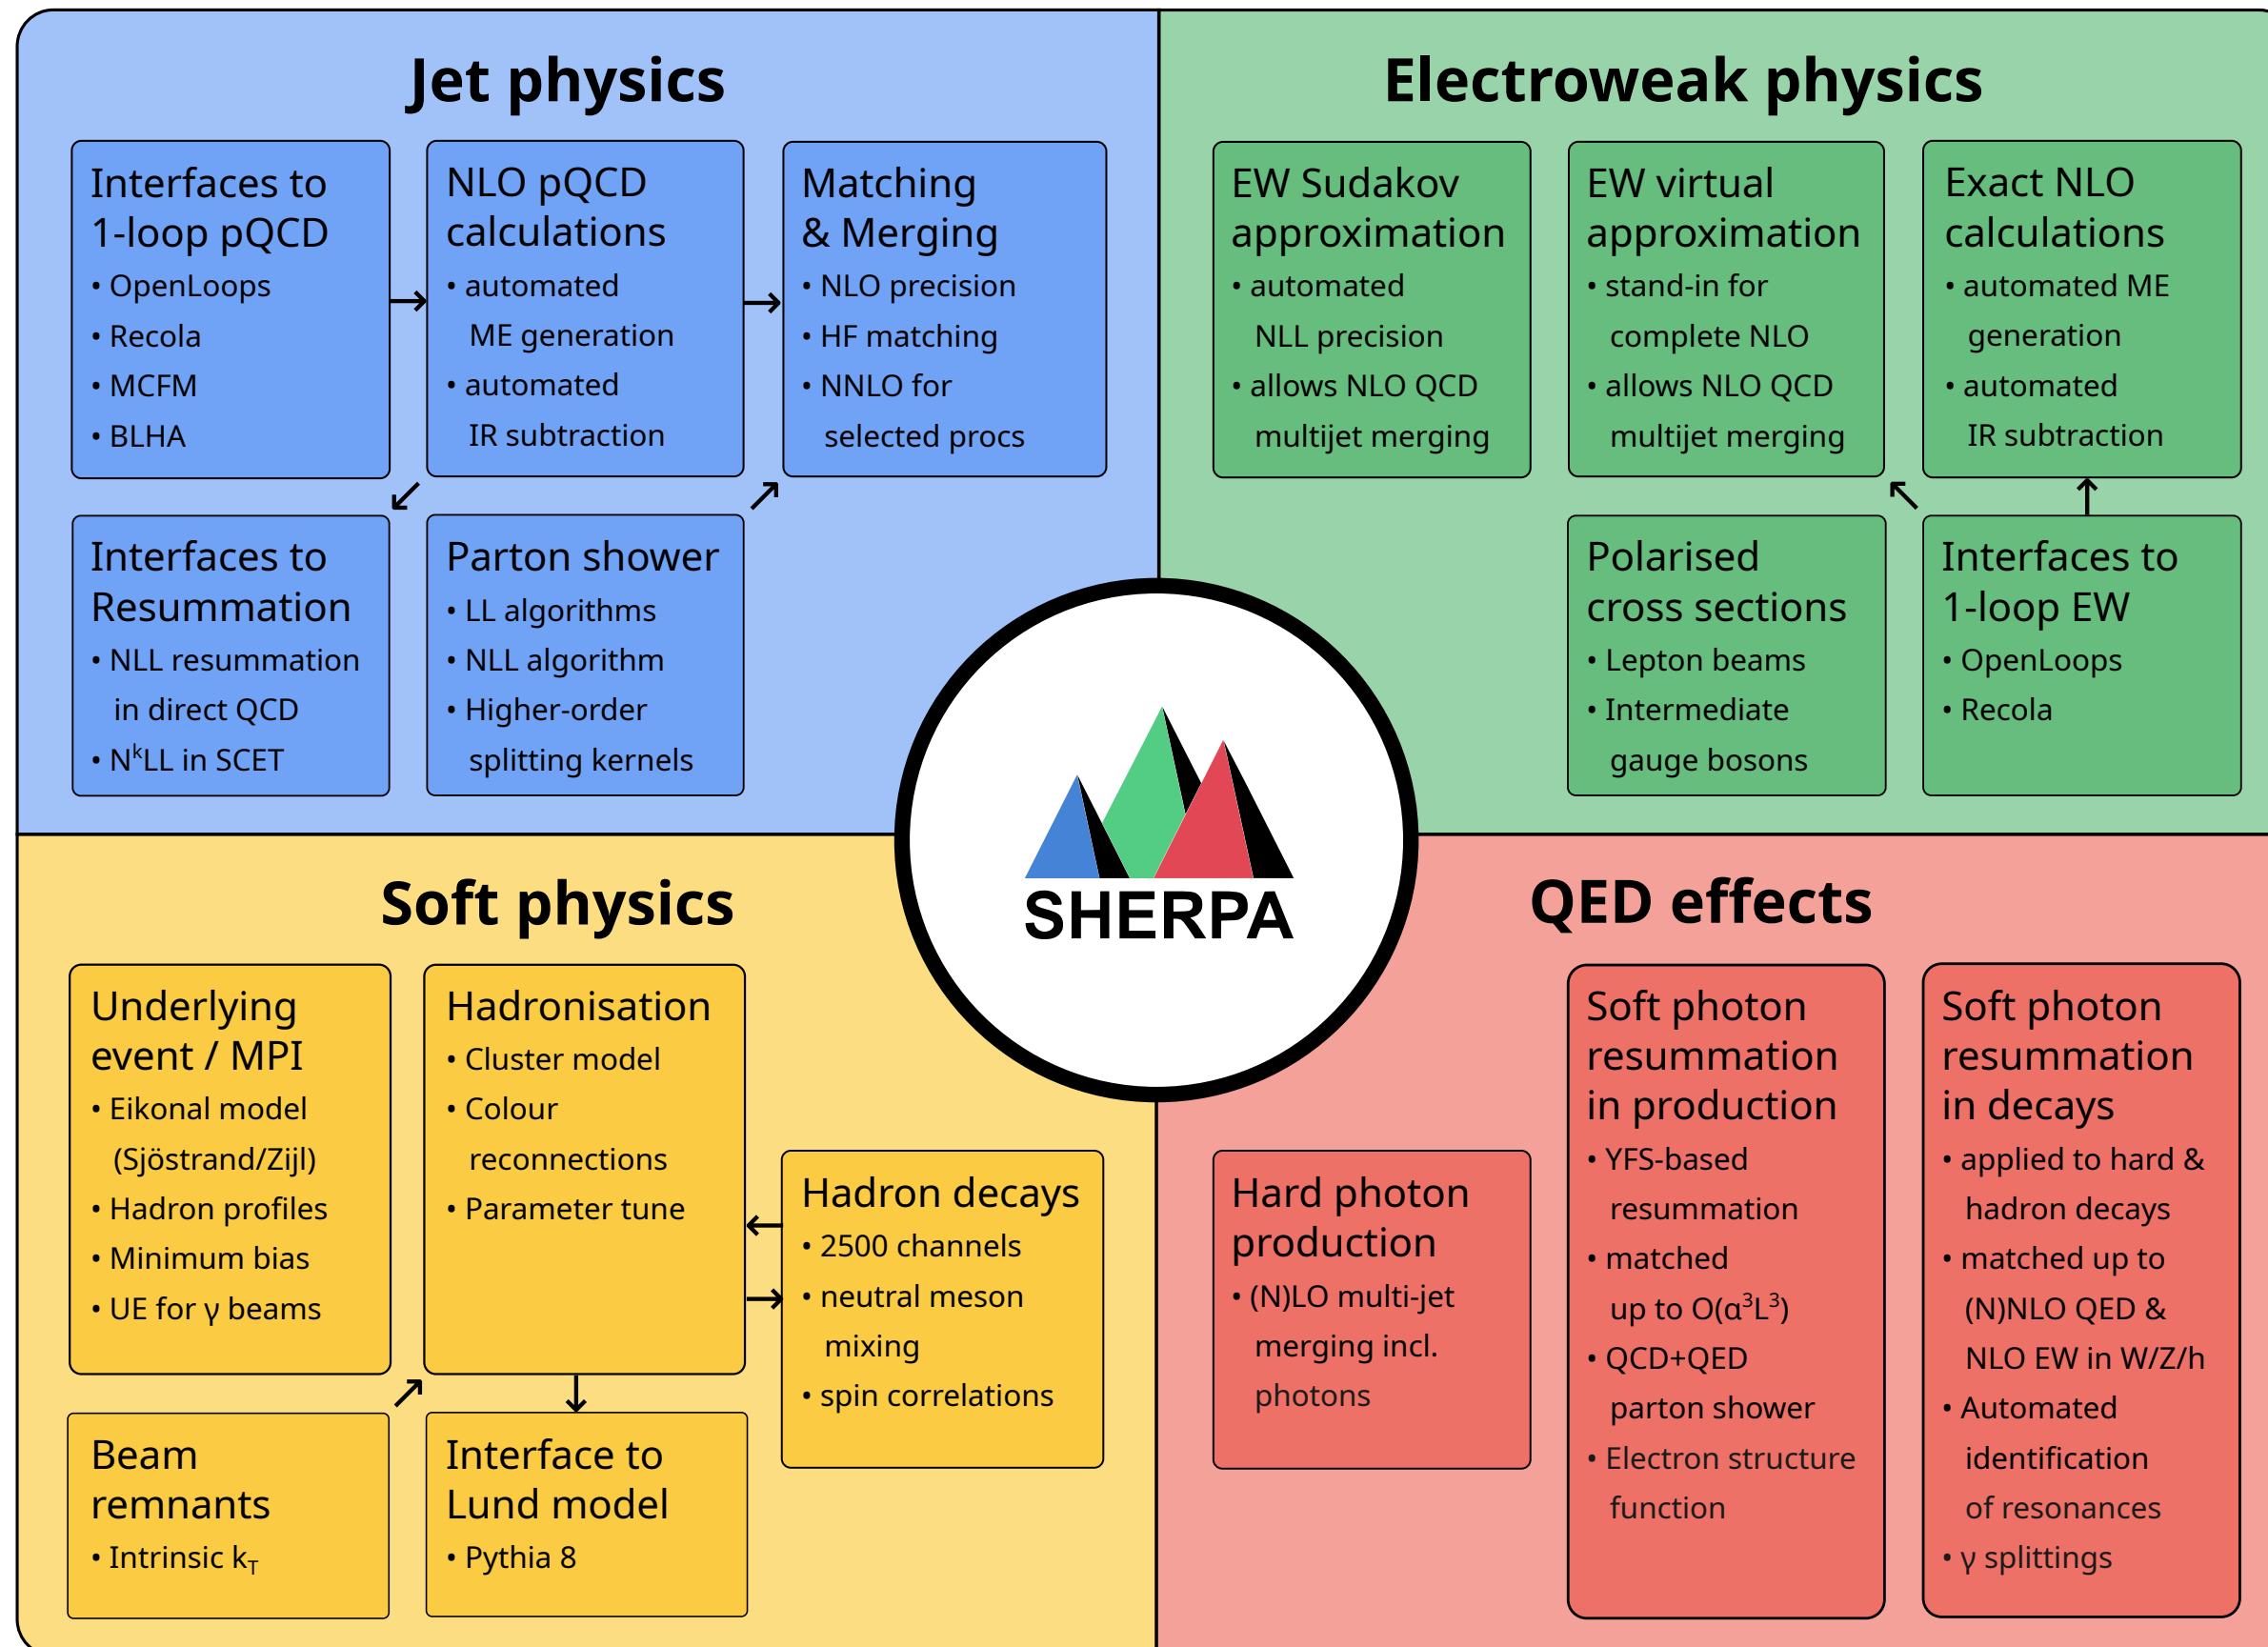 Jet physics
Interfaces to
1-loop pQCD
• OpenLoops
• Recola
• MCFM
• BLHA
NLO pQCD
calculations
• automated
ME generation
• automated
IR subtraction
Matching
& Merging
• NLO precision
• HF matching
• NNLO for
selected procs
Interfaces to
Resummation
• NLL resummation
in direct QCD
• NᵏLL in SCET
Parton shower
• LL algorithms
• NLL algorithm
• Higher-order
splitting kernels
Electroweak physics
EW Sudakov
approximation
• automated
NLL precision
• allows NLO QCD
multijet merging
EW virtual
approximation
• stand-in for
complete NLO
• allows NLO QCD
multijet merging
Exact NLO
calculations
• automated ME
generation
• automated
IR subtraction
Polarised
cross sections
• Lepton beams
• Intermediate
gauge bosons
Interfaces to
1-loop EW
• OpenLoops
• Recola
SHERPA
Soft physics
Underlying
event / MPI
• Eikonal model
(Sjöstrand/Zijl)
• Hadron profiles
• Minimum bias
• UE for γ beams
Hadronisation
• Cluster model
• Colour
reconnections
• Parameter tune
Hadron decays
• 2500 channels
• neutral meson
mixing
• spin correlations
Beam
remnants
• Intrinsic k_T
Interface to
Lund model
• Pythia 8
QED effects
Hard photon
production
• (N)LO multi-jet
merging incl.
photons
Soft photon
resummation
in production
• YFS-based
resummation
• matched
up to O(α³L³)
• QCD+QED
parton shower
• Electron structure
function
Soft photon
resummation
in decays
• applied to hard &
hadron decays
• matched up to
(N)NLO QED &
NLO EW in W/Z/h
• Automated
identification
of resonances
• γ splittings